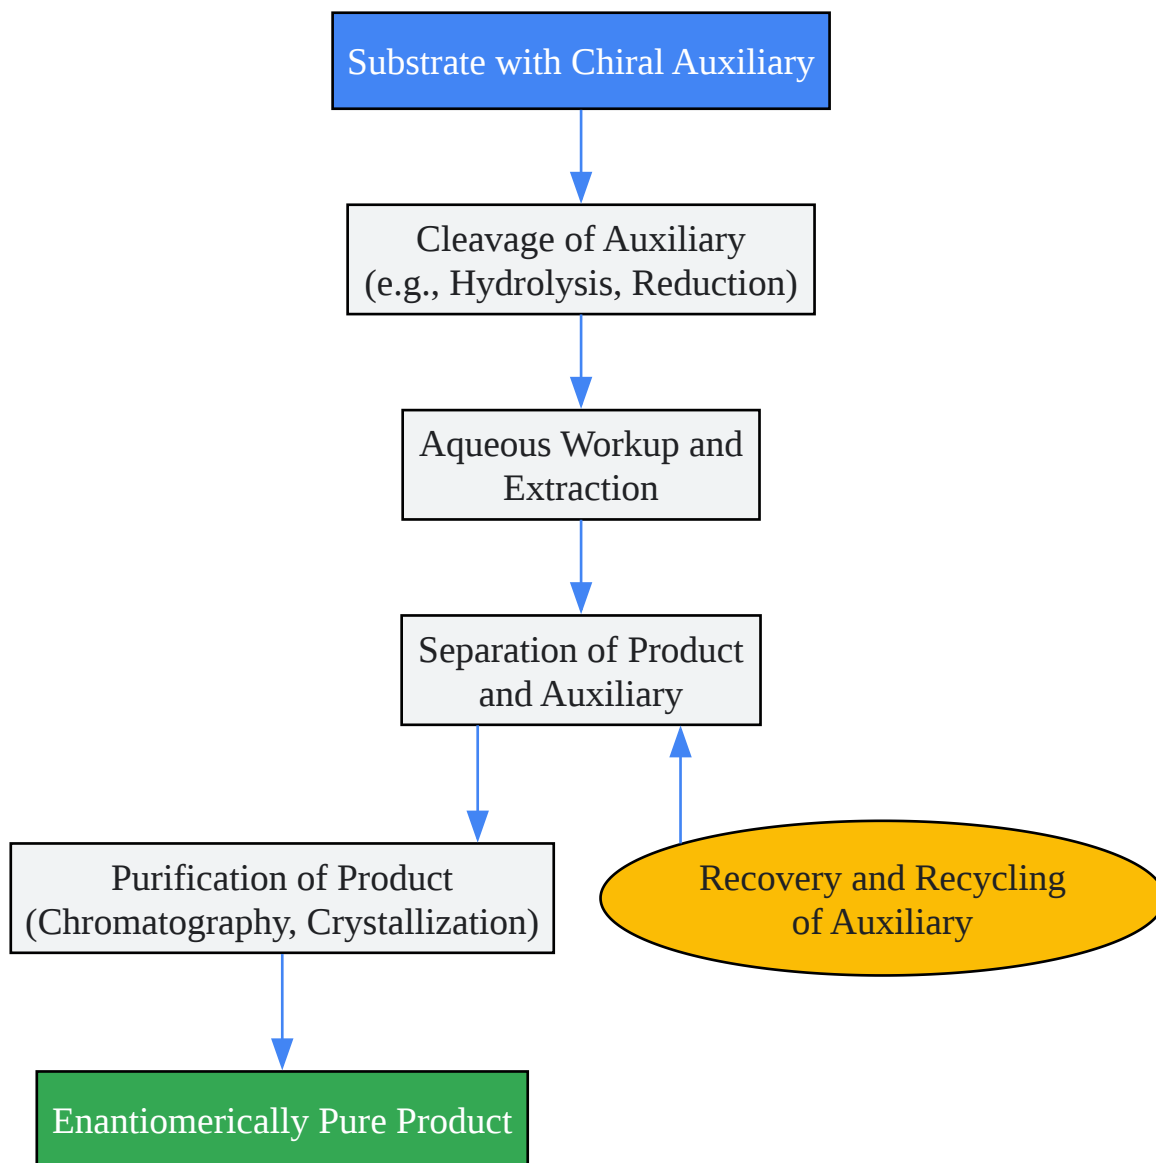 Substrate with Chiral Auxiliary
Cleavage of Auxiliary
(e.g., Hydrolysis, Reduction)
Aqueous Workup and
Extraction
Separation of Product
and Auxiliary
Purification of Product
(Chromatography, Crystallization)
Recovery and Recycling
of Auxiliary
Enantiomerically Pure Product